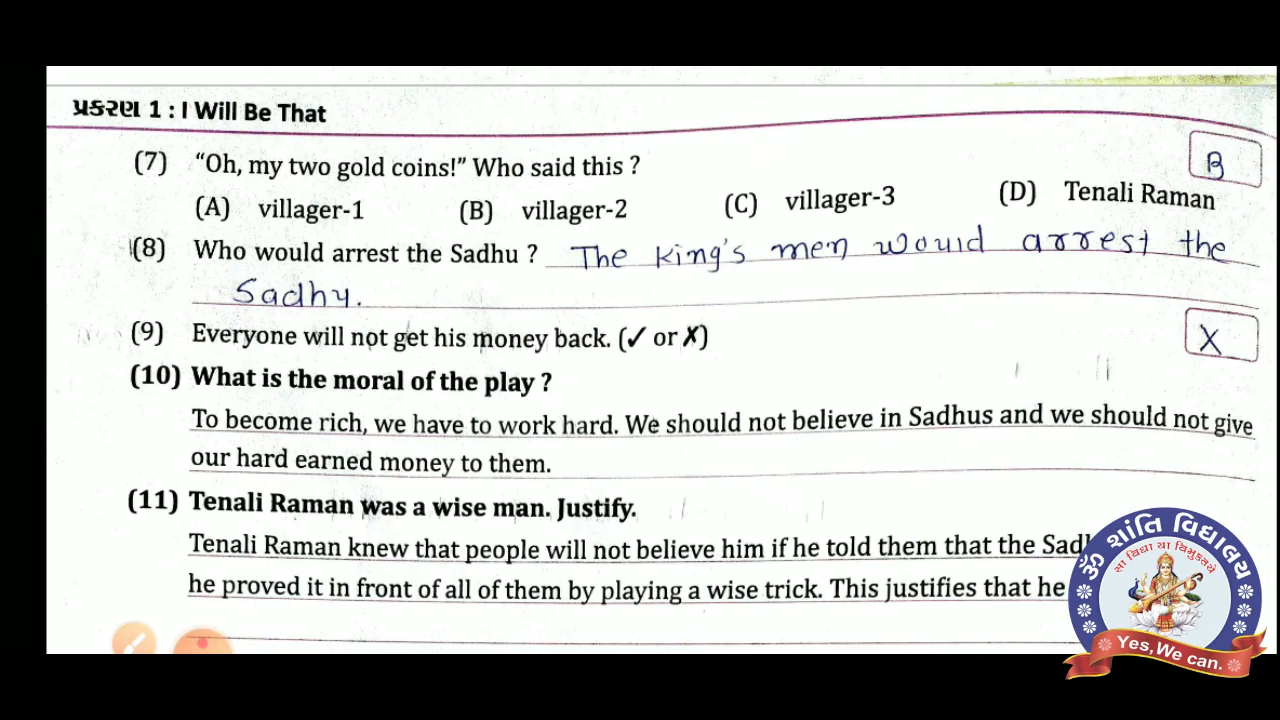 પ્રકરણ 1 : I Will Be That
(7) “Oh, my two gold coins!” Who said this ? B
(A) villager-1 (B) villager-2 (C) villager-3 (D) Tenali Raman
(8) Who would arrest the Sadhu ? The King's men would arrest the
Sadhu.
(9) Everyone will not get his money back. (✓ or ✗) X
(10) What is the moral of the play ?
To become rich, we have to work hard. We should not believe in Sadhus and we should not give
our hard earned money to them.
(11) Tenali Raman was a wise man. Justify.
Tenali Raman knew that people will not believe him if he told them that the
he proved it in front of all of them by playing a wise trick. This justifies that he
ૐ શાંતિ વિદ્યાલય
સા વિદ્યા યા વિમુક્તયે
Yes, We can.